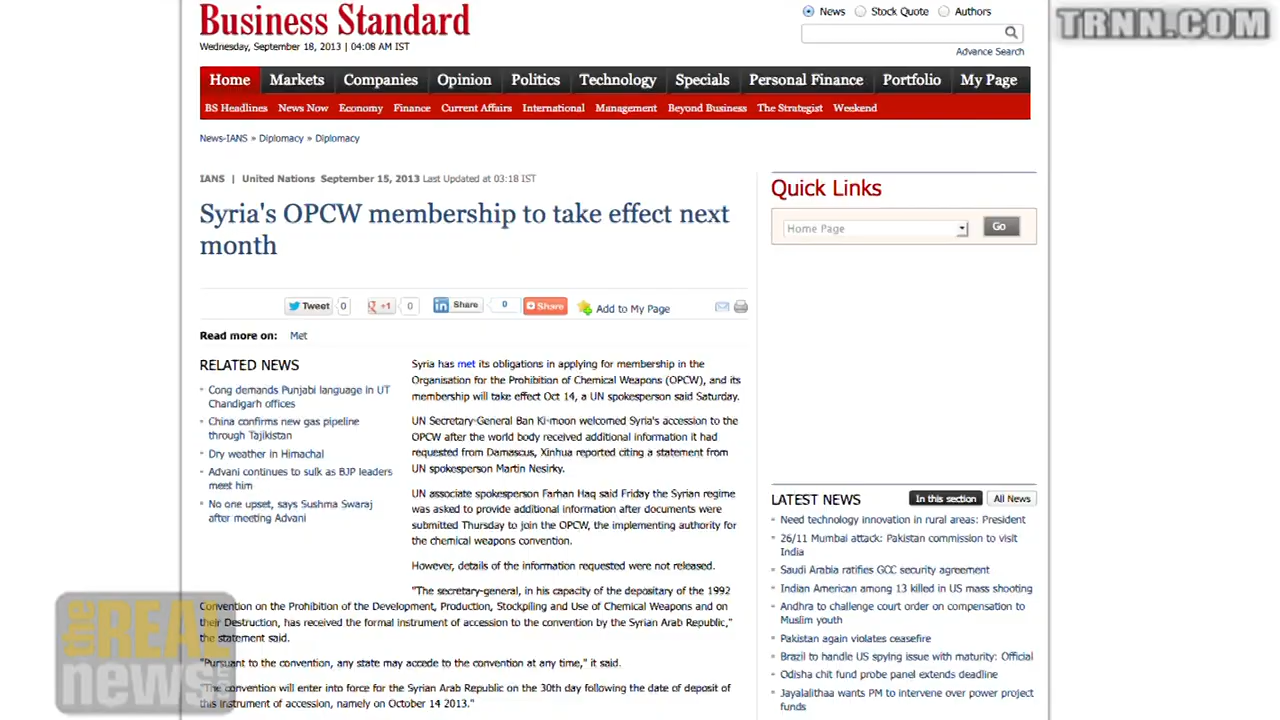 Business Standard
Wednesday, September 18, 2013 | 04:08 AM IST
News Stock Quote Authors
Advance Search
TRNN.COM
Home Markets Companies Opinion Politics Technology Specials Personal Finance Portfolio My Page
BS Headlines News Now Economy Finance Current Affairs International Management Beyond Business The Strategist Weekend
News-IANS » Diplomacy » Diplomacy
IANS | United Nations September 15, 2013 Last Updated at 03:18 IST
Syria's OPCW membership to take effect next
month
Tweet 0 +1 0 in Share 0 Share Add to My Page
Read more on: Met
RELATED NEWS
Cong demands Punjabi language in UT
Chandigarh offices
China confirms new gas pipeline
through Tajikistan
Dry weather in Himachal
Advani continues to sulk as BJP leaders
meet him
No one upset, says Sushma Swaraj
after meeting Advani
Syria has met its obligations in applying for membership in the
Organisation for the Prohibition of Chemical Weapons (OPCW), and its
membership will take effect Oct 14, a UN spokesperson said Saturday.
UN Secretary-General Ban Ki-moon welcomed Syria's accession to the
OPCW after the world body received additional information it had
requested from Damascus, Xinhua reported citing a statement from
UN spokesperson Martin Nesirky.
UN associate spokesperson Farhan Haq said Friday the Syrian regime
was asked to provide additional information after documents were
submitted Thursday to join the OPCW, the implementing authority for
the chemical weapons convention.
However, details of the information requested were not released.
"The secretary-general, in his capacity of the depositary of the 1992
Convention on the Prohibition of the Development, Production, Stockpiling and Use of Chemical Weapons and on
their Destruction, has received the formal instrument of accession to the convention by the Syrian Arab Republic,"
the statement said.
"Pursuant to the convention, any state may accede to the convention at any time," it said.
"The convention will enter into force for the Syrian Arab Republic on the 30th day following the date of deposit of
this instrument of accession, namely on October 14 2013."
Quick Links
Home Page Go
LATEST NEWS In this section All News
Need technology innovation in rural areas: President
26/11 Mumbai attack: Pakistan commission to visit
India
Saudi Arabia ratifies GCC security agreement
Indian American among 13 killed in US mass shooting
Andhra to challenge court order on compensation to
Muslim youth
Pakistan again violates ceasefire
Brazil to handle US spying issue with maturity: Official
Odisha chit fund probe panel extends deadline
Jayalalithaa wants PM to intervene over power project
funds
the REAL
news.com